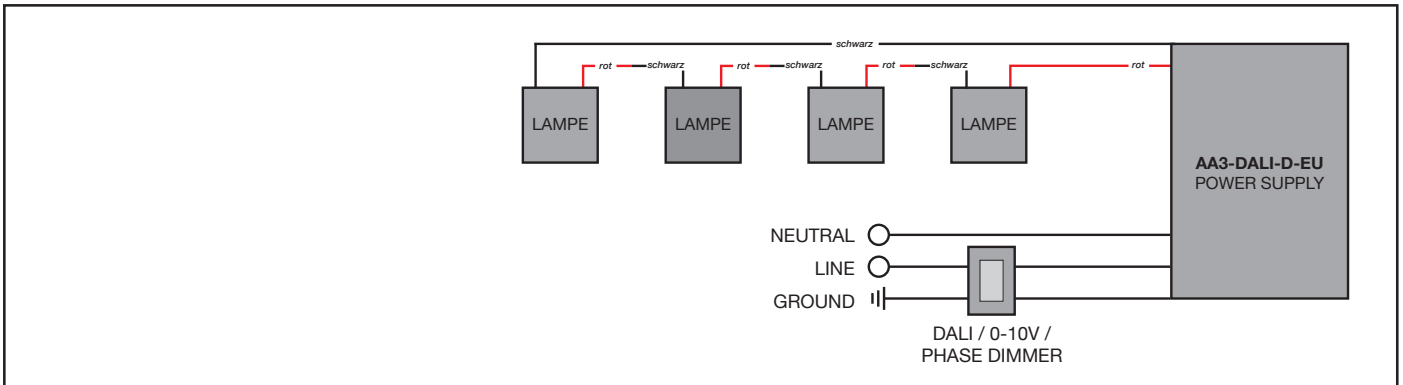 schwarz
rot schwarz rot schwarz rot schwarz rot
LAMPE LAMPE LAMPE LAMPE
AA3-DALI-D-EU
POWER SUPPLY
NEUTRAL
LINE
GROUND
DALI / 0-10V /
PHASE DIMMER